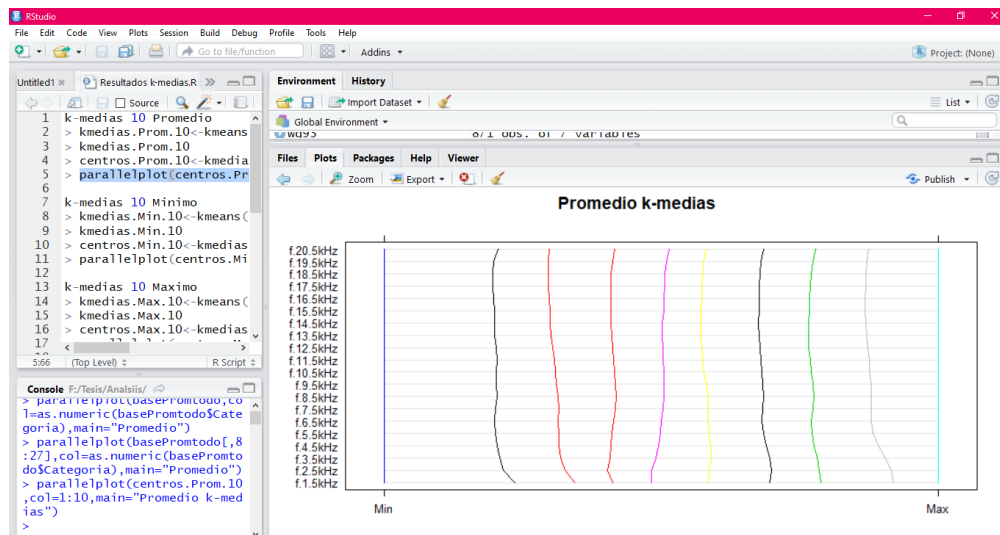 RStudio
File Edit Code View Plots Session Build Debug Profile Tools Help
Go to file/function
Addins
Project: (None)
Untitled1
Resultados k-medias.R
Source
1 k-medias 10 Promedio
2 > kmedias.Prom.10<-kmeans
3 > kmedias.Prom.10
4 > centros.Prom.10<-kmedia
5 > parallelplot(centros.Pr
6
7 k-medias 10 Minimo
8 > kmedias.Min.10<-kmeans(
9 > kmedias.Min.10
10 > centros.Min.10<-kmedias
11 > parallelplot(centros.Mi
12
13 k-medias 10 Maximo
14 > kmedias.Max.10<-kmeans(
15 > kmedias.Max.10
16 > centros.Max.10<-kmedias
17
5:66 (Top Level) R Script
Console F:/Tesis/Analsiis/
> parallelplot(basePromtodo,co
l=as.numeric(basePromtodo$Cate
goria),main="Promedio")
> parallelplot(basePromtodo[,8
:27],col=as.numeric(basePromto
do$Categoria),main="Promedio")
> parallelplot(centros.Prom.10
,col=1:10,main="Promedio k-med
ias")
>
Environment History
Import Dataset
List
Global Environment
wq95 871 obs. of 7 variables
Files Plots Packages Help Viewer
Zoom Export Publish
Promedio k-medias
f.20.5kHz
f.19.5kHz
f.18.5kHz
f.17.5kHz
f.16.5kHz
f.15.5kHz
f.14.5kHz
f.13.5kHz
f.12.5kHz
f.11.5kHz
f.10.5kHz
f.9.5kHz
f.8.5kHz
f.7.5kHz
f.6.5kHz
f.5.5kHz
f.4.5kHz
f.3.5kHz
f.2.5kHz
f.1.5kHz
Min Max